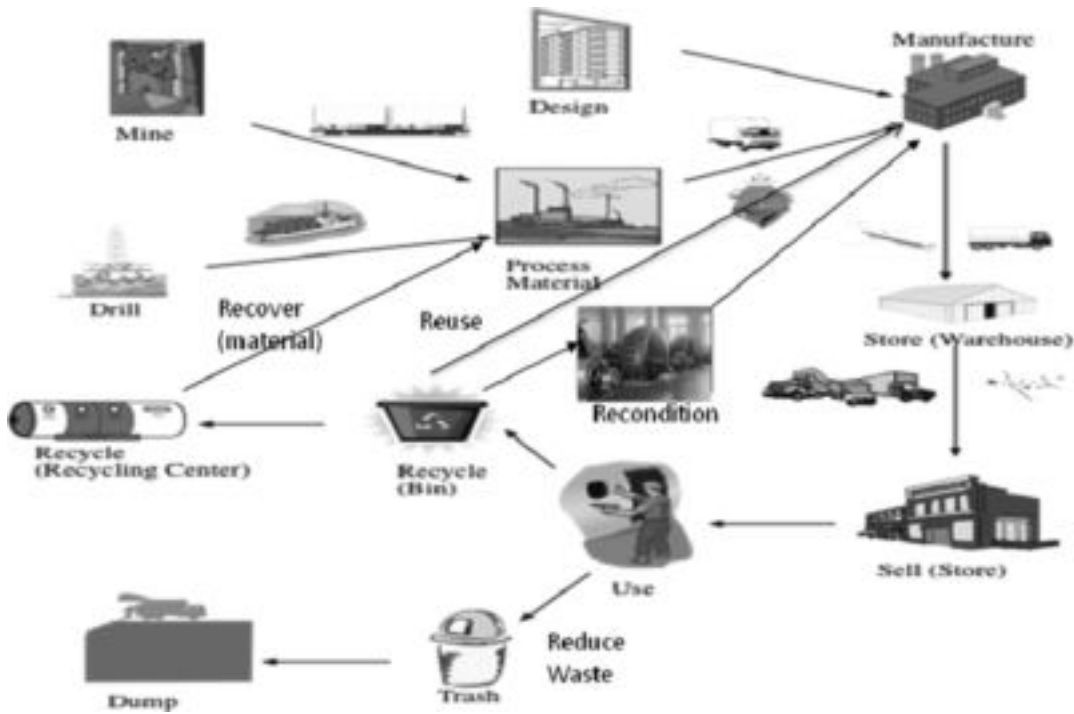 Manufacture
Design
Mine
Process
Material
Drill
Recover
(material)
Reuse
Store (Warehouse)
Recondition
Recycle
(Recycling Center)
Recycle
(Bin)
Sell (Store)
Use
Reduce
Waste
Trash
Dump